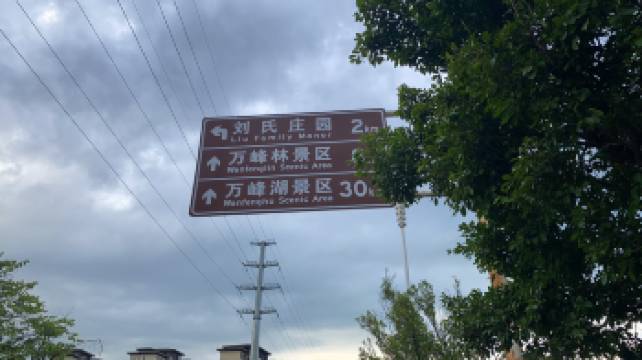 刘氏庄园 2km
Liu Family Manor
万峰林景区
Wanfenglin Scenic Area
万峰湖景区 30
Wanfenghu Scenic Area